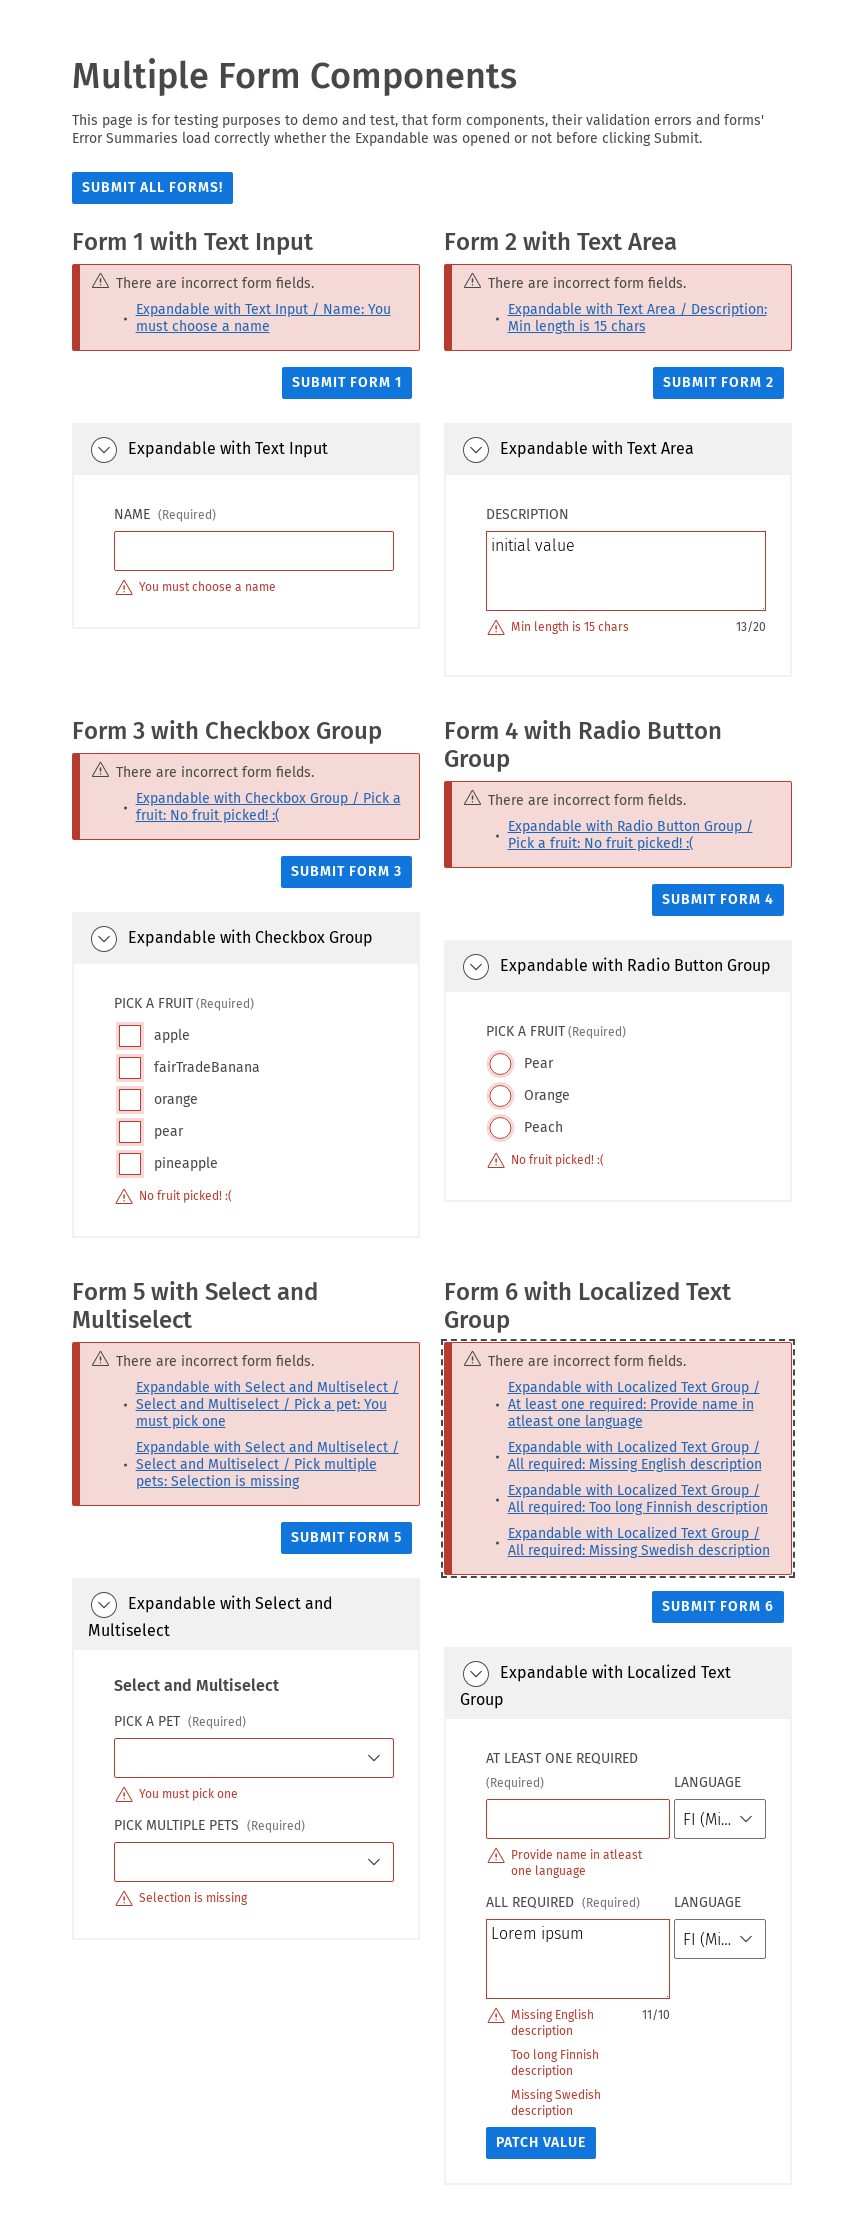 Multiple Form Components
This page is for testing purposes to demo and test, that form components, their validation errors and forms'
Error Summaries load correctly whether the Expandable was opened or not before clicking Submit.
SUBMIT ALL FORMS!
Form 1 with Text Input
There are incorrect form fields.
• Expandable with Text Input / Name: You
must choose a name
SUBMIT FORM 1
Expandable with Text Input
NAME (Required)
You must choose a name
Form 2 with Text Area
There are incorrect form fields.
• Expandable with Text Area / Description:
Min length is 15 chars
SUBMIT FORM 2
Expandable with Text Area
DESCRIPTION
initial value
Min length is 15 chars 13/20
Form 3 with Checkbox Group
There are incorrect form fields.
• Expandable with Checkbox Group / Pick a
fruit: No fruit picked! :(
SUBMIT FORM 3
Expandable with Checkbox Group
PICK A FRUIT (Required)
apple
fairTradeBanana
orange
pear
pineapple
No fruit picked! :(
Form 4 with Radio Button
Group
There are incorrect form fields.
• Expandable with Radio Button Group /
Pick a fruit: No fruit picked! :(
SUBMIT FORM 4
Expandable with Radio Button Group
PICK A FRUIT (Required)
Pear
Orange
Peach
No fruit picked! :(
Form 5 with Select and
Multiselect
There are incorrect form fields.
• Expandable with Select and Multiselect /
Select and Multiselect / Pick a pet: You
must pick one
• Expandable with Select and Multiselect /
Select and Multiselect / Pick multiple
pets: Selection is missing
SUBMIT FORM 5
Expandable with Select and
Multiselect
Select and Multiselect
PICK A PET (Required)
You must pick one
PICK MULTIPLE PETS (Required)
Selection is missing
Form 6 with Localized Text
Group
There are incorrect form fields.
• Expandable with Localized Text Group /
At least one required: Provide name in
atleast one language
• Expandable with Localized Text Group /
All required: Missing English description
• Expandable with Localized Text Group /
All required: Too long Finnish description
• Expandable with Localized Text Group /
All required: Missing Swedish description
SUBMIT FORM 6
Expandable with Localized Text
Group
AT LEAST ONE REQUIRED
(Required) LANGUAGE
FI (Mi...
Provide name in atleast
one language
ALL REQUIRED (Required) LANGUAGE
Lorem ipsum FI (Mi...
Missing English 11/10
description
Too long Finnish
description
Missing Swedish
description
PATCH VALUE